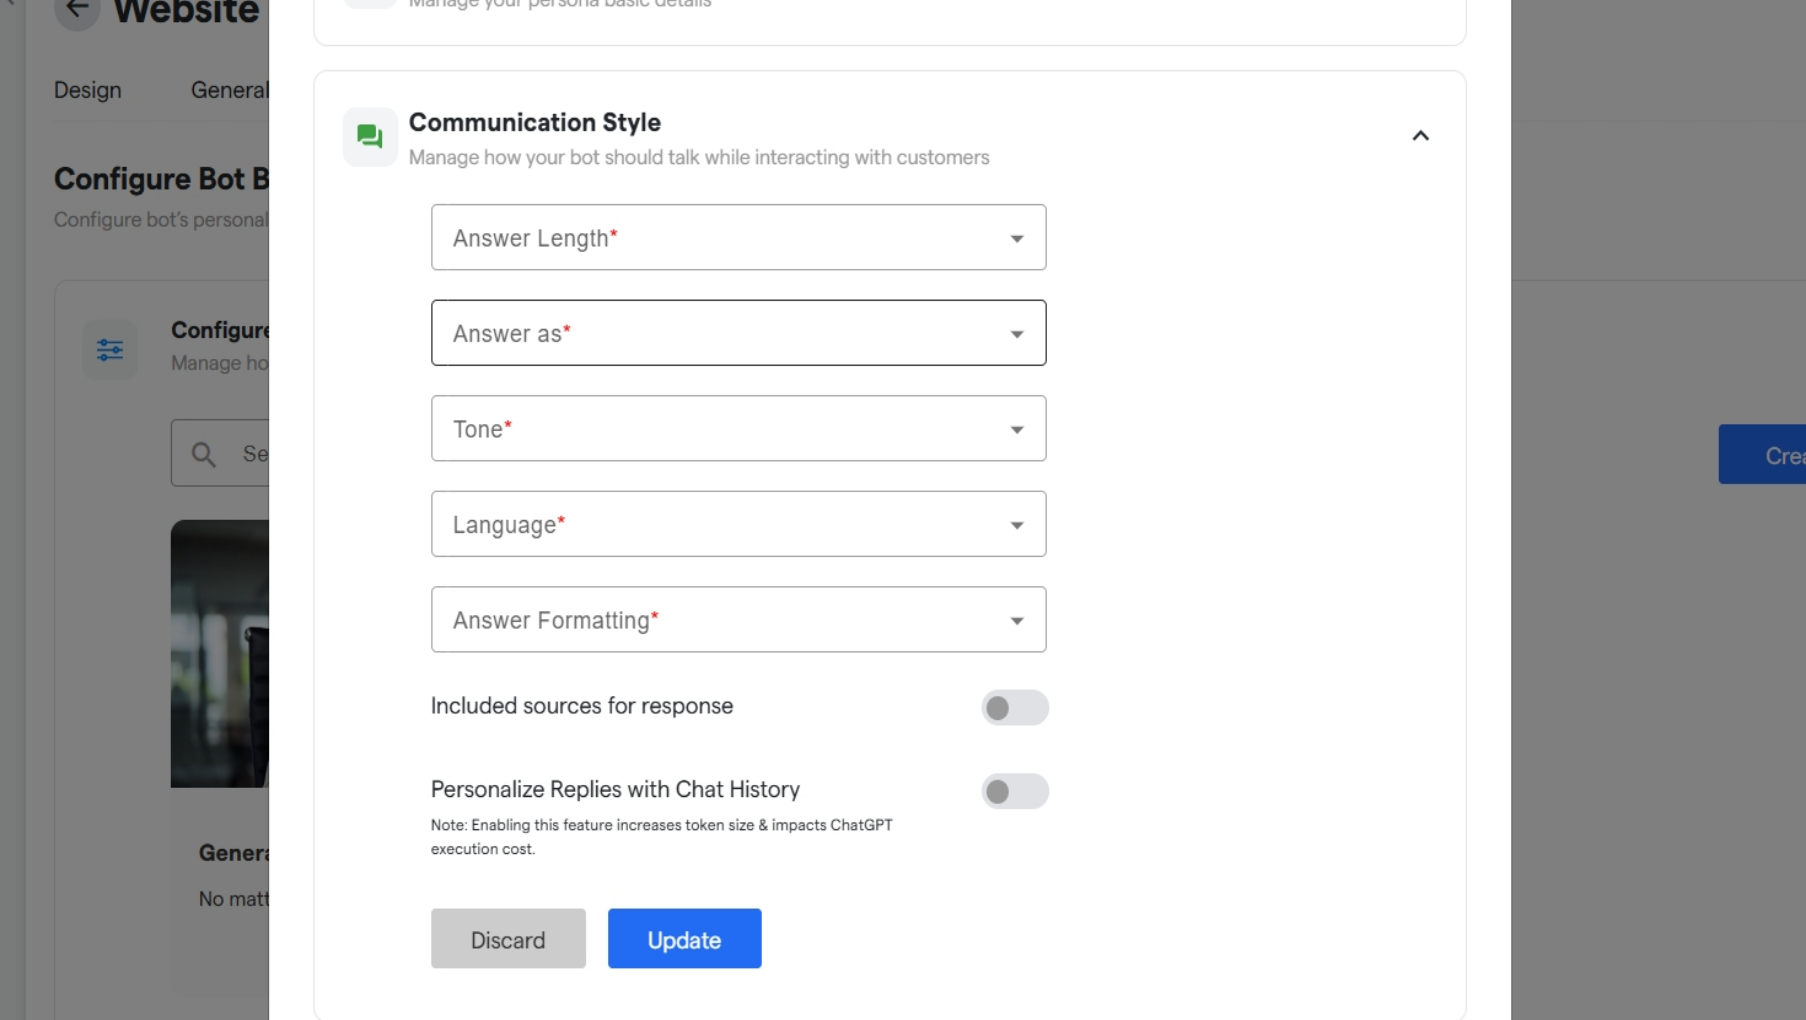 Website
Manage your persona basic details
Design
General
Communication Style
Manage how your bot should talk while interacting with customers
Configure Bot B
Configure bot's personal
Answer Length*
Answer as*
Configure
Manage ho
Tone*
Se
Crea
Language*
Answer Formatting*
Included sources for response
Personalize Replies with Chat History
Note: Enabling this feature increases token size & impacts ChatGPT
execution cost.
Genera
No matt
Discard
Update